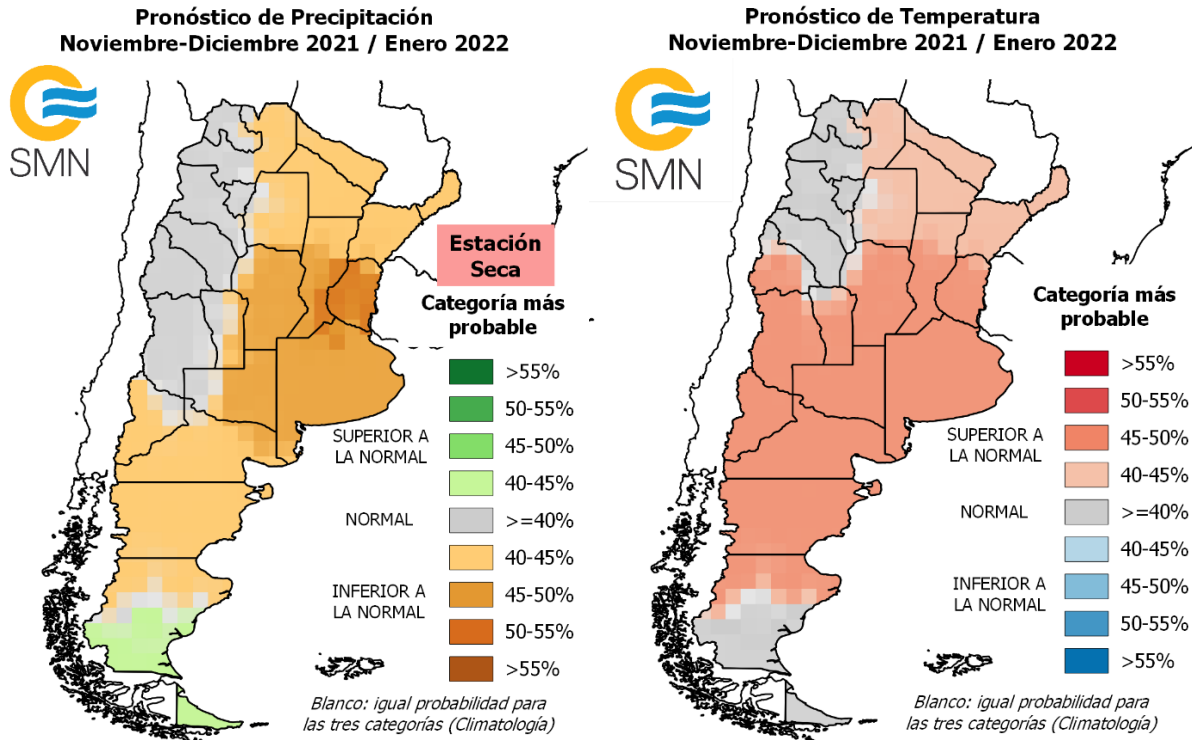 Pronóstico de Precipitación
Noviembre-Diciembre 2021 / Enero 2022
SMN
Estación
Seca
Categoría más
probable
>55%
50-55%
45-50%
SUPERIOR A
LA NORMAL
40-45%
NORMAL
>=40%
40-45%
INFERIOR A
LA NORMAL
45-50%
50-55%
>55%
Blanco: igual probabilidad para
las tres categorías (Climatología)
Pronóstico de Temperatura
Noviembre-Diciembre 2021 / Enero 2022
SMN
Categoría más
probable
>55%
50-55%
45-50%
SUPERIOR A
LA NORMAL
40-45%
NORMAL
>=40%
40-45%
INFERIOR A
LA NORMAL
45-50%
50-55%
>55%
Blanco: igual probabilidad para
las tres categorías (Climatología)